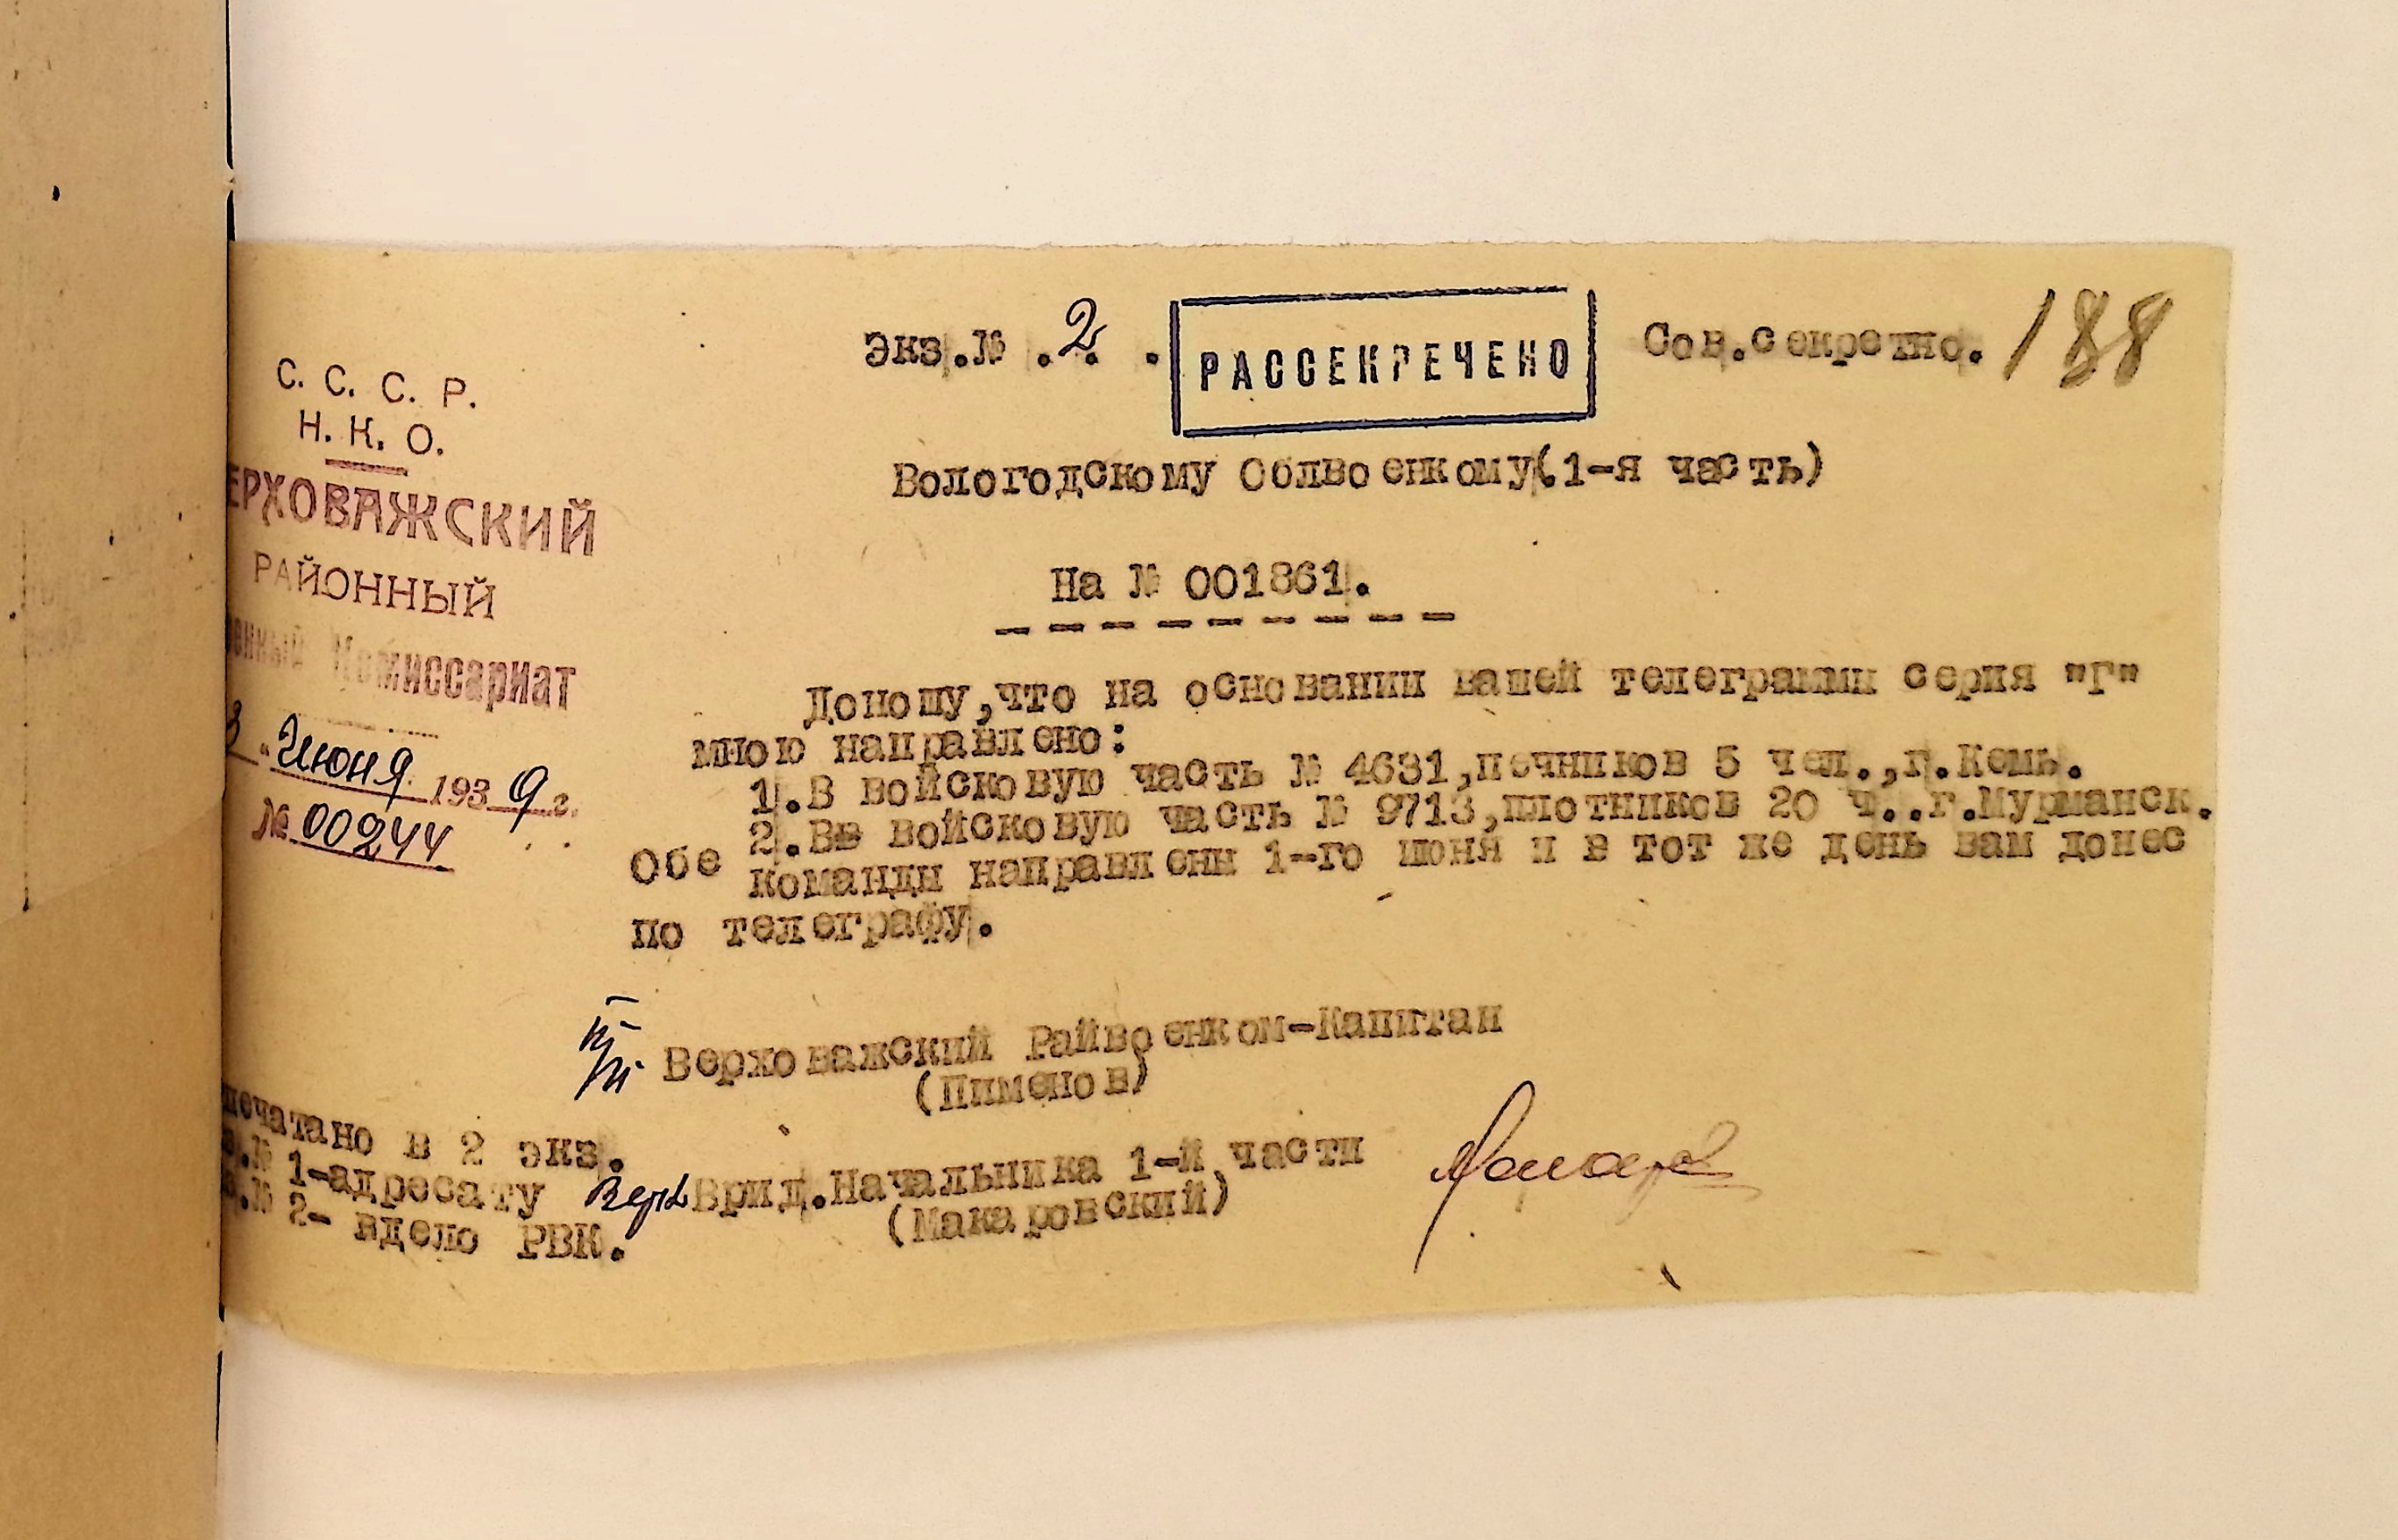 экз.№ . 2. .
РАССЕКРЕЧЕНО
Сов.секретно.
188
С. С. С. Р.
Н. К. О.
ЕРХОВАЖСКИЙ
РАЙОННЫЙ
енный Комиссариат
3 " Июня 1939 г.
№ 00244
Вологодскому Облвоенкому(1-я часть)
На № 001861.
Доношу,что на основании вашей телеграмми серия "Г"
мною направлено:
1.В войсковую часть № 4631,печников 5 чел.,г.Кемь.
2.Вв войсковую часть № 9713,плотников 20 ч..г.Мурманск.
Обе команды направлены 1-го июня и в тот же день вам донес
по телеграфу.
Верховажский Райвоенком-Капитан
(Пименов)
печатано в 2 экз.
з.№ 1-адресату
з.№ 2- вдело РВК.
Верно Врид.Начальника 1-й части
(Макаровский)